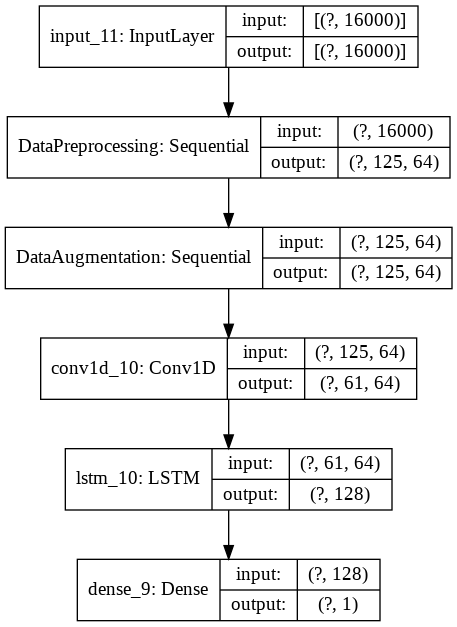 input_11: InputLayer
input: [(?, 16000)]
output: [(?, 16000)]
DataPreprocessing: Sequential
input: (?, 16000)
output: (?, 125, 64)
DataAugmentation: Sequential
input: (?, 125, 64)
output: (?, 125, 64)
conv1d_10: Conv1D
input: (?, 125, 64)
output: (?, 61, 64)
lstm_10: LSTM
input: (?, 61, 64)
output: (?, 128)
dense_9: Dense
input: (?, 128)
output: (?, 1)